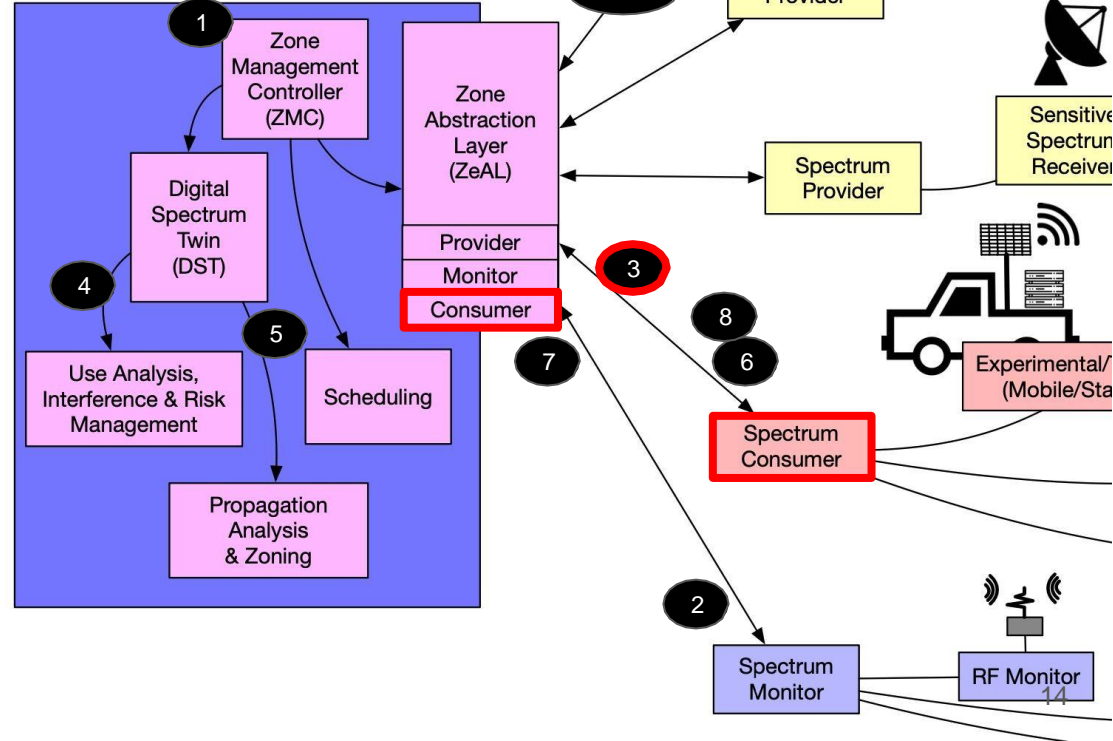 Provider
1
Zone
Management
Controller
(ZMC)
Zone
Abstraction
Layer
(ZeAL)
Sensitive
Spectrum
Receiver
Spectrum
Provider
Digital
Spectrum
Twin
(DST)
Provider
Monitor
Consumer
3
4
5
8
7
6
Use Analysis,
Interference & Risk
Management
Scheduling
Experimental/
(Mobile/Sta
Spectrum
Consumer
Propagation
Analysis
& Zoning
2
Spectrum
Monitor
RF Monitor
14